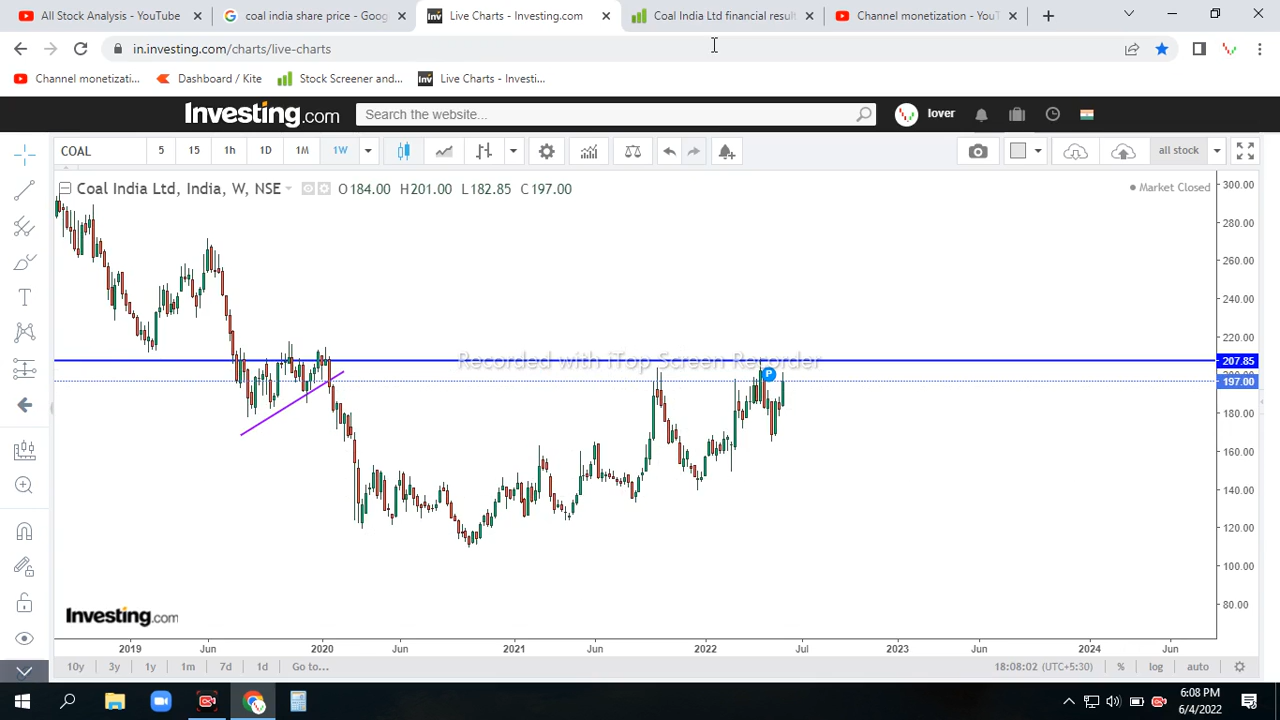 All Stock Analysis - YouTube
coal india share price - Goog
Live Charts - Investing.com
Coal India Ltd financial result
Channel monetization - YouT
in.investing.com/charts/live-charts
Channel monetizati...
Dashboard / Kite
Stock Screener and...
Live Charts - Investi...
Investing.com
Search the website...
lover
COAL
5
15
1h
1D
1M
1W
all stock
Coal India Ltd, India, W, NSE
O184.00 H201.00 L182.85 C197.00
Market Closed
300.00
280.00
260.00
240.00
220.00
207.85
Recorded with iTop Screen Recorder
P
197.00
180.00
160.00
140.00
120.00
100.00
80.00
Investing.com
2019
Jun
2020
Jun
2021
Jun
2022
Jul
2023
Jun
2024
Jun
10y
3y
1y
1m
7d
1d
Go to...
18:08:02 (UTC+5:30)
%
log
auto
6:08 PM
6/4/2022